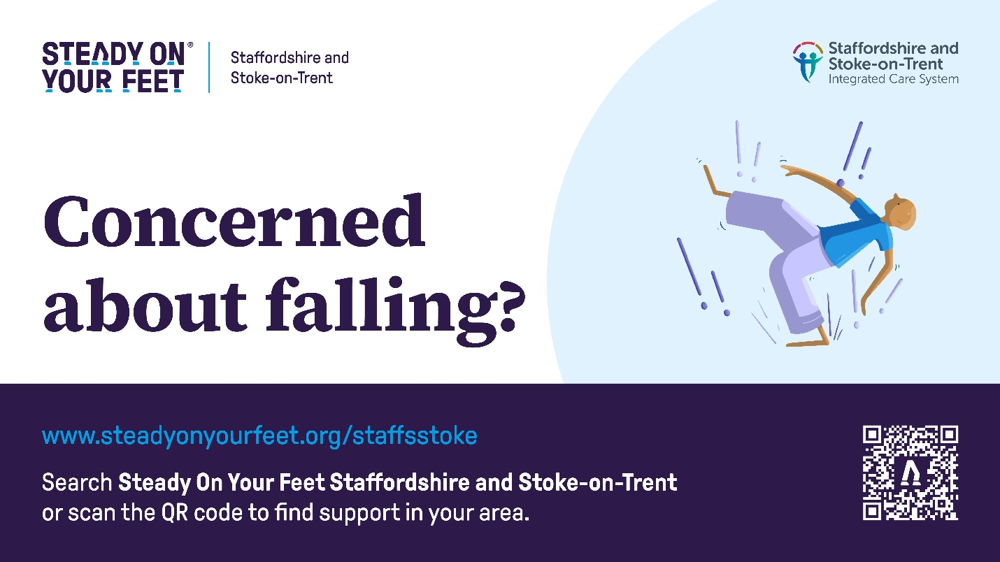 STEADY ON®
YOUR FEET
Staffordshire and
Stoke-on-Trent
Staffordshire and
Stoke-on-Trent
Integrated Care System
Concerned
about falling?
www.steadyonyourfeet.org/staffsstoke
Search Steady On Your Feet Staffordshire and Stoke-on-Trent
or scan the QR code to find support in your area.